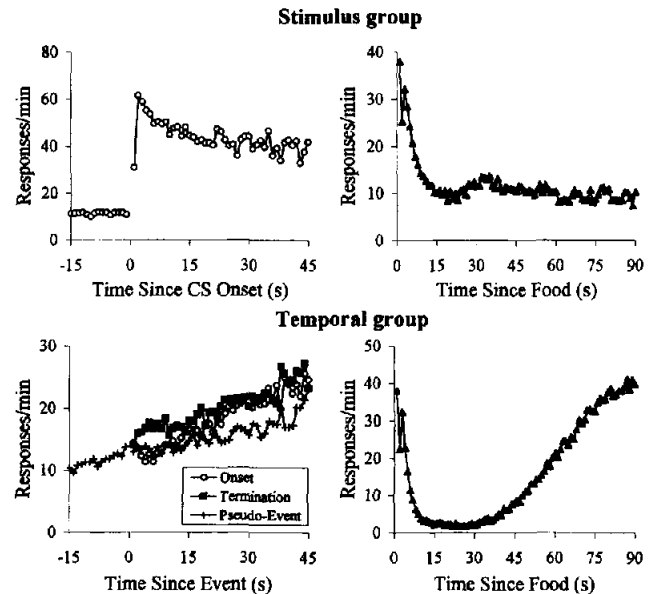 Stimulus group
Responses/min
80
60
40
20
0
-15 0 15 30 45
Time Since CS Onset (s)
Responses/min
40
30
20
10
0
0 15 30 45 60 75 90
Time Since Food (s)
Temporal group
Responses/min
30
20
10
0
Onset
Termination
Pseudo-Event
-15 0 15 30 45
Time Since Event (s)
Responses/min
50
40
30
20
10
0
0 15 30 45 60 75 90
Time Since Food (s)